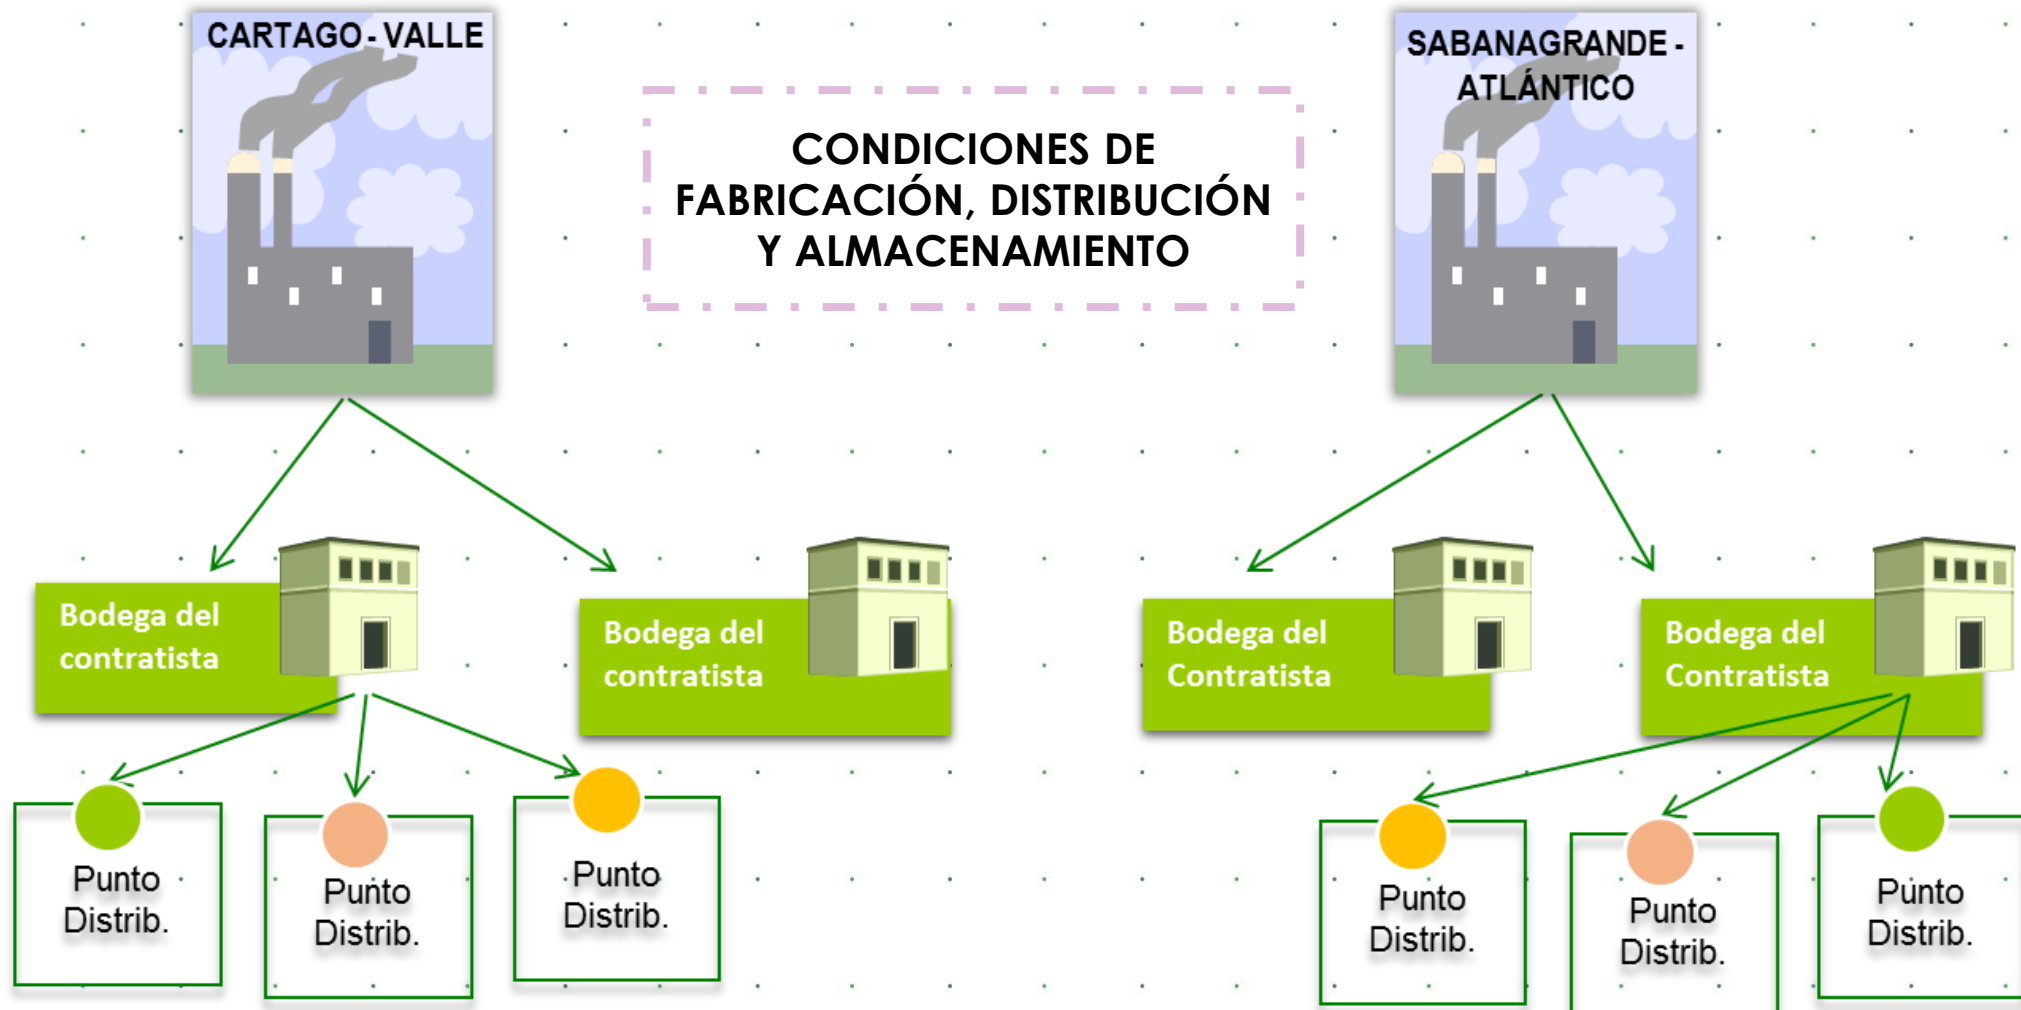 CARTAGO - VALLE
CONDICIONES DE
FABRICACIÓN, DISTRIBUCIÓN
Y ALMACENAMIENTO
SABANAGRANDE -
ATLÁNTICO
Bodega del
contratista
Bodega del
contratista
Bodega del
Contratista
Bodega del
Contratista
Punto
Distrib.
Punto
Distrib.
Punto
Distrib.
Punto
Distrib.
Punto
Distrib.
Punto
Distrib.